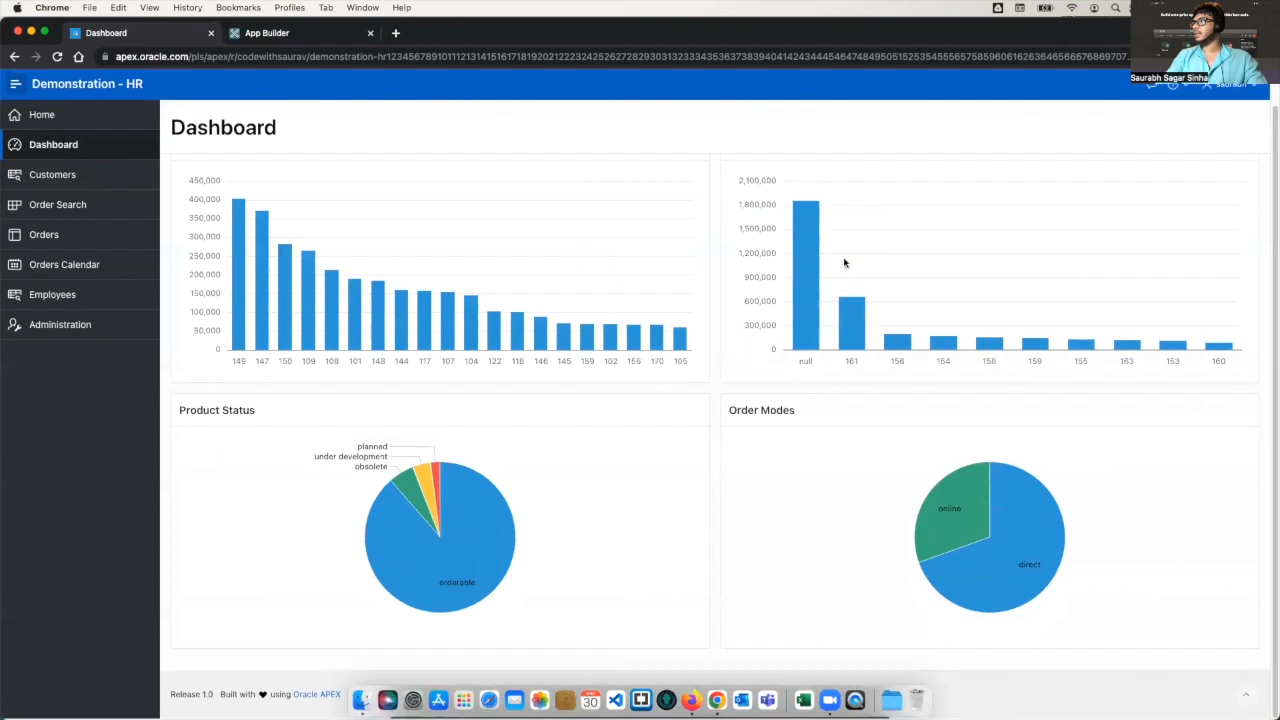 Chrome File Edit View History Bookmarks Profiles Tab Window Help
Dashboard
App Builder
Saurabh Sagar Sinha
Demonstration - HR
Home
Dashboard
Customers
Order Search
Orders
Orders Calendar
Employees
Administration
Dashboard
450,000
400,000
350,000
300,000
250,000
200,000
150,000
100,000
50,000
0
149 147 150 109 108 101 148 144 117 107 104 122 118 146 145 159 102 156 170 105
2,100,000
1,800,000
1,500,000
1,200,000
900,000
600,000
300,000
0
null 161 156 154 158 159 155 163 153 160
Product Status
planned
under development
obsolete
orderable
Order Modes
online
direct
Release 1.0 Built with ♥ using Oracle APEX
30